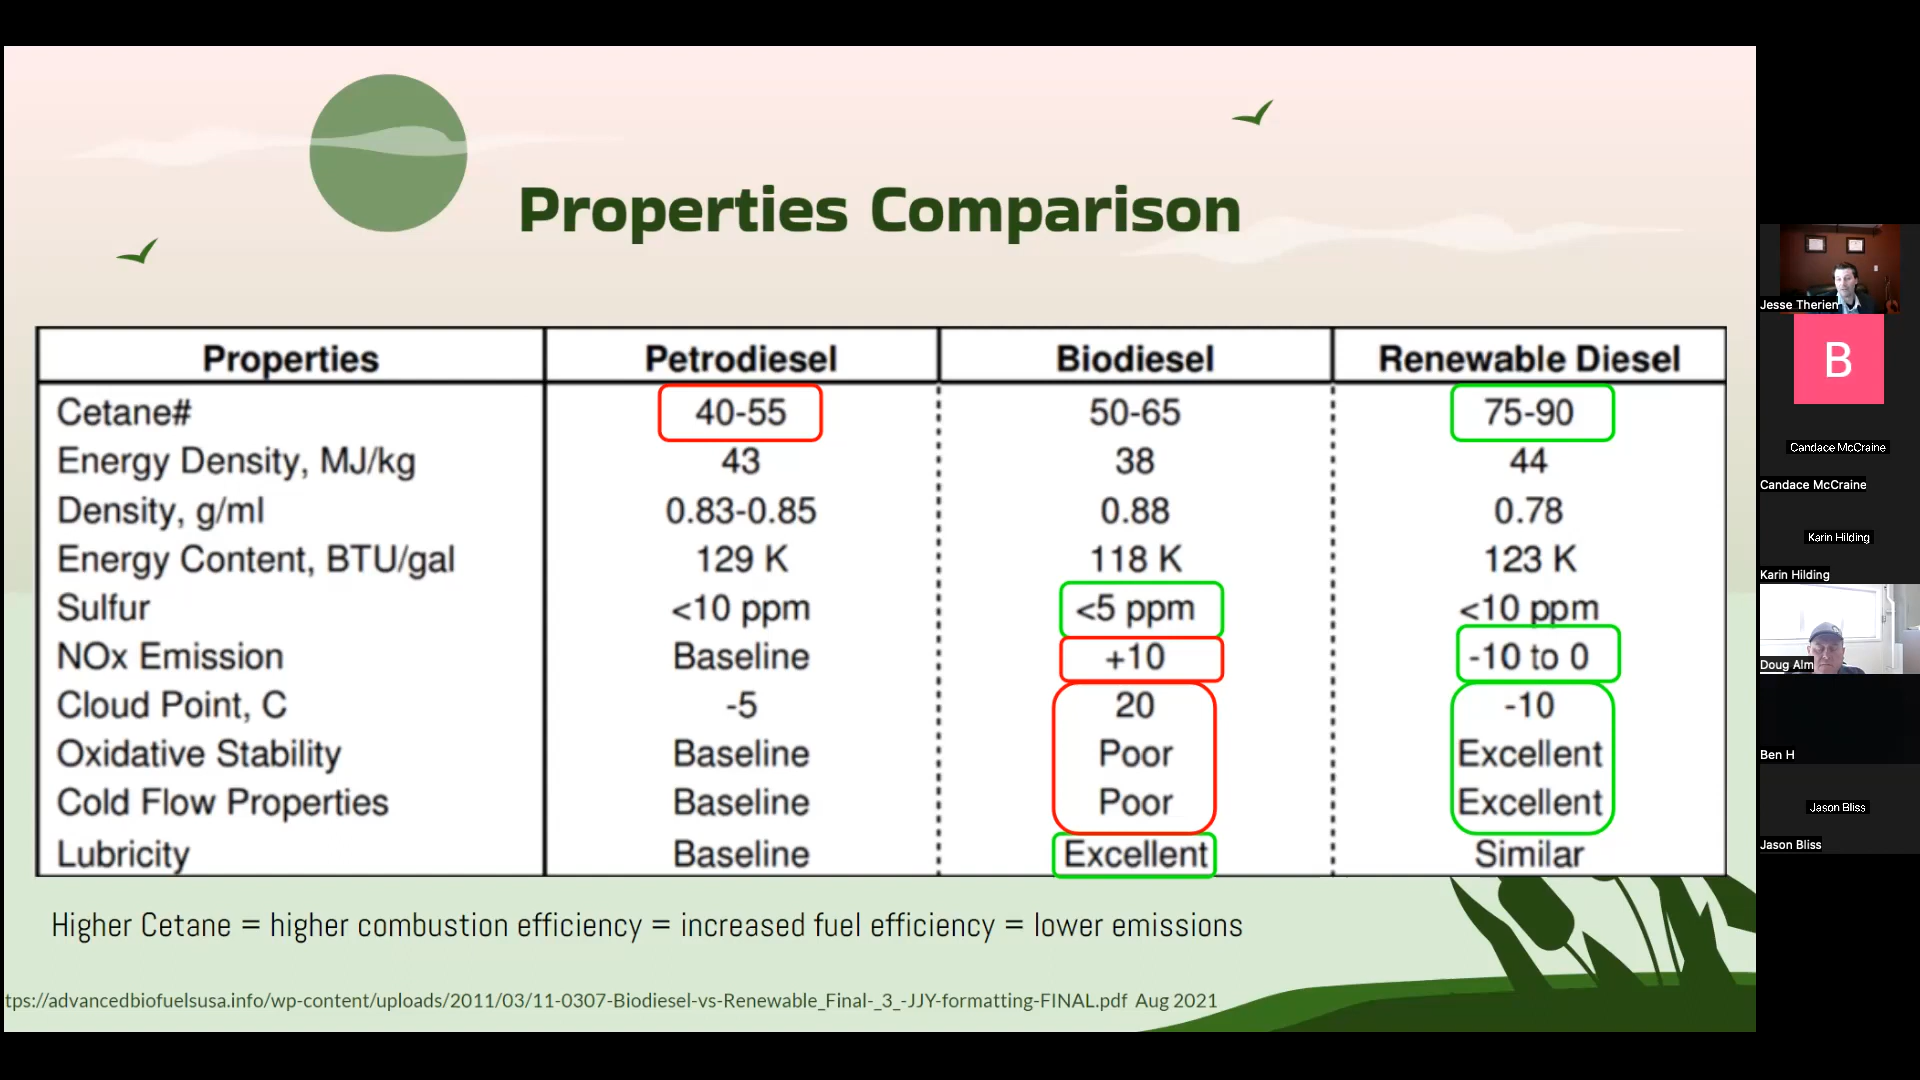 Properties Comparison
Properties Petrodiesel Biodiesel Renewable Diesel
Cetane# 40-55 50-65 75-90
Energy Density, MJ/kg 43 38 44
Density, g/ml 0.83-0.85 0.88 0.78
Energy Content, BTU/gal 129 K 118 K 123 K
Sulfur <10 ppm <5 ppm <10 ppm
NOx Emission Baseline +10 -10 to 0
Cloud Point, C -5 20 -10
Oxidative Stability Baseline Poor Excellent
Cold Flow Properties Baseline Poor Excellent
Lubricity Baseline Excellent Similar
Higher Cetane = higher combustion efficiency = increased fuel efficiency = lower emissions
tps://advancedbiofuelsusa.info/wp-content/uploads/2011/03/11-0307-Biodiesel-vs-Renewable_Final-_3_-JJY-formatting-FINAL.pdf Aug 2021
Jesse Therien
B
Candace McCraine
Candace McCraine
Karin Hilding
Karin Hilding
Doug Alm
Ben H
Jason Bliss
Jason Bliss